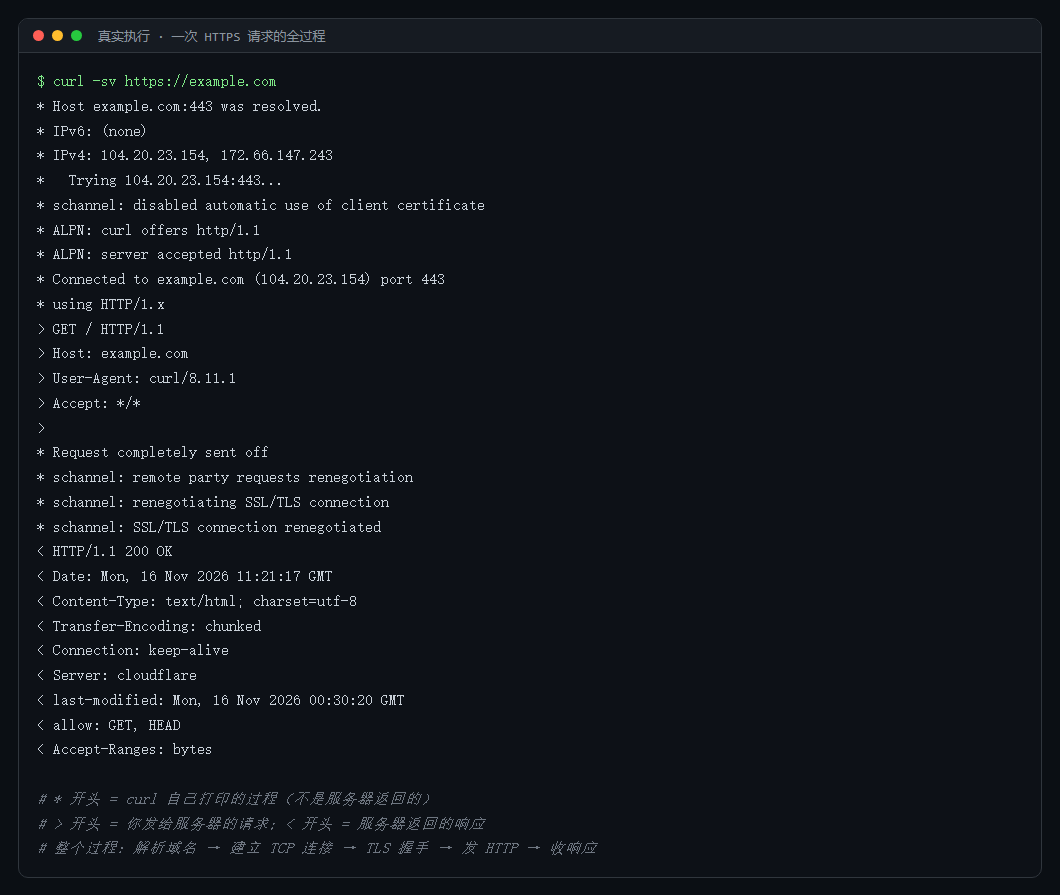 真实执行 · 一次 HTTPS 请求的全过程
$ curl -sv https://example.com
* Host example.com:443 was resolved.
* IPv6: (none)
* IPv4: 104.20.23.154, 172.66.147.243
*   Trying 104.20.23.154:443...
* schannel: disabled automatic use of client certificate
* ALPN: curl offers http/1.1
* ALPN: server accepted http/1.1
* Connected to example.com (104.20.23.154) port 443
* using HTTP/1.x
> GET / HTTP/1.1
> Host: example.com
> User-Agent: curl/8.11.1
> Accept: */*
>
* Request completely sent off
* schannel: remote party requests renegotiation
* schannel: renegotiating SSL/TLS connection
* schannel: SSL/TLS connection renegotiated
< HTTP/1.1 200 OK
< Date: Mon, 16 Nov 2026 11:21:17 GMT
< Content-Type: text/html; charset=utf-8
< Transfer-Encoding: chunked
< Connection: keep-alive
< Server: cloudflare
< last-modified: Mon, 16 Nov 2026 00:30:20 GMT
< allow: GET, HEAD
< Accept-Ranges: bytes
# * 开头 = curl 自己打印的过程（不是服务器返回的）
# > 开头 = 你发给服务器的请求; < 开头 = 服务器返回的响应
# 整个过程: 解析域名 → 建立 TCP 连接 → TLS 握手 → 发 HTTP → 收响应